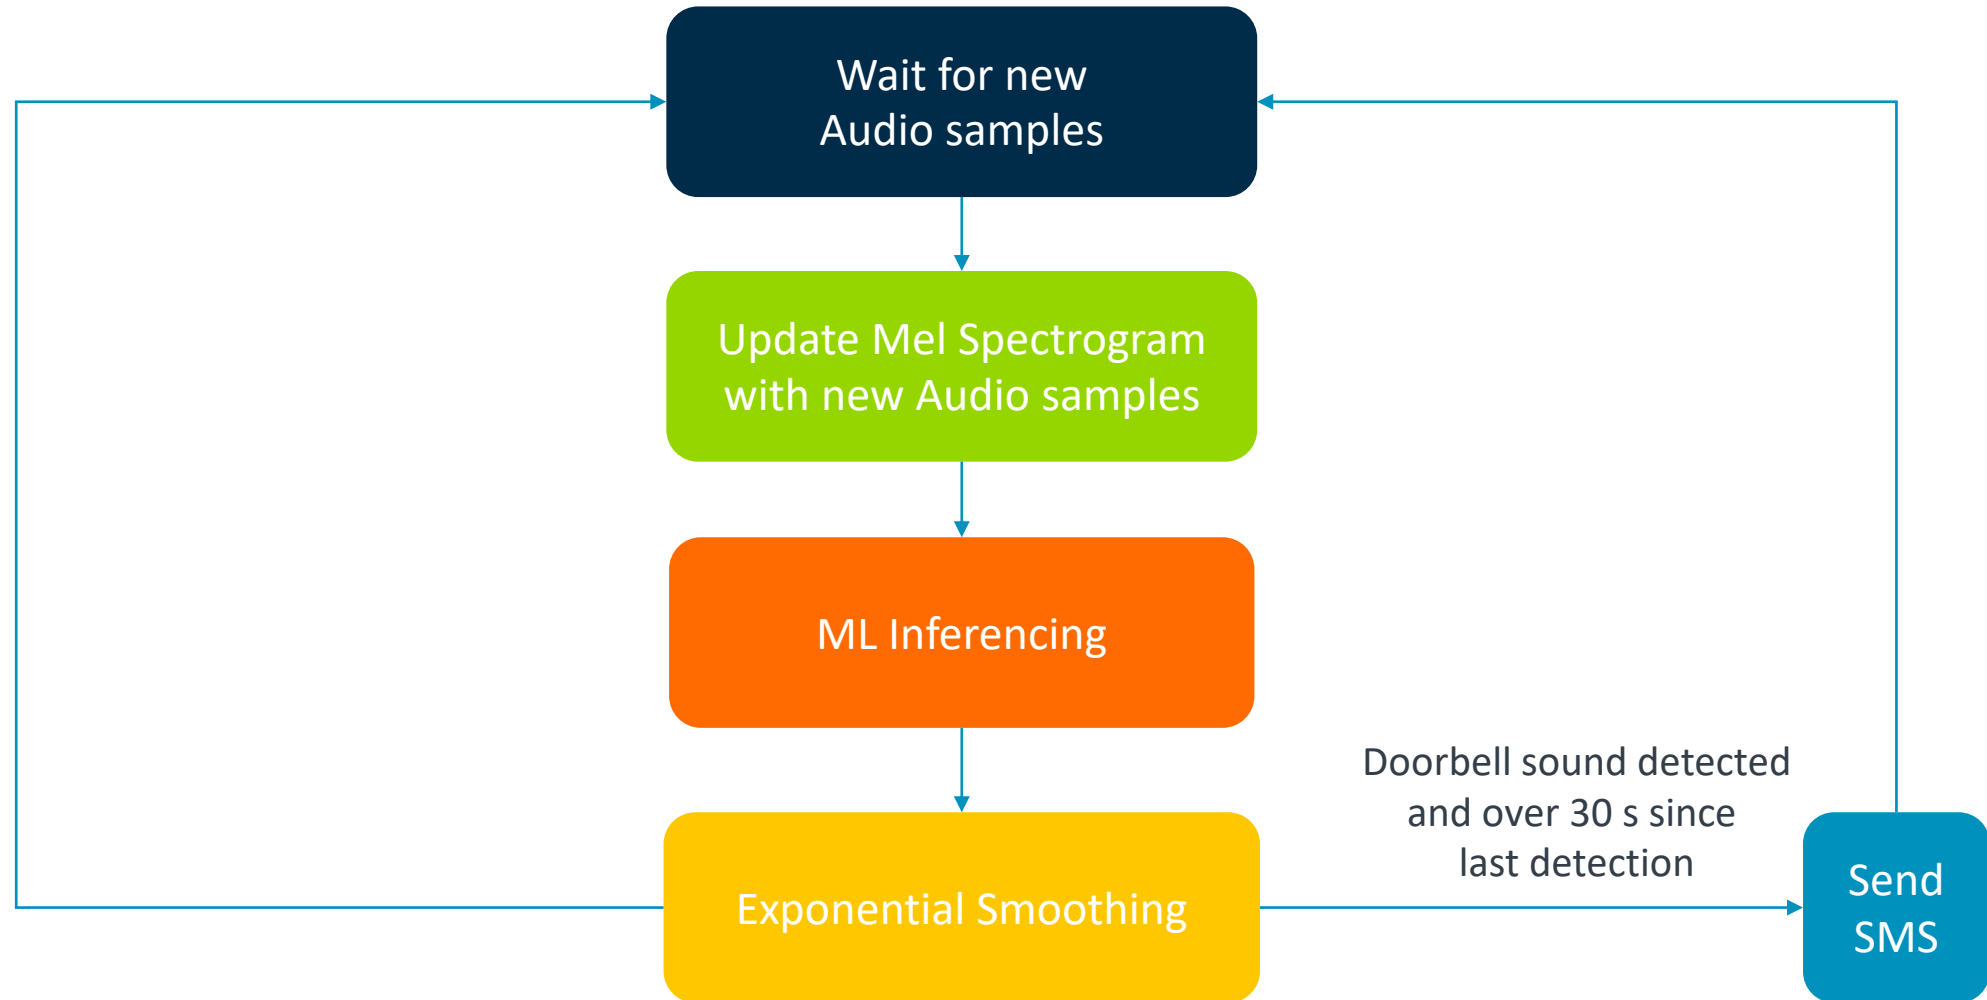 Wait for new
Audio samples
Update Mel Spectrogram
with new Audio samples
ML Inferencing
Doorbell sound detected
and over 30 s since
last detection
Exponential Smoothing
Send
SMS